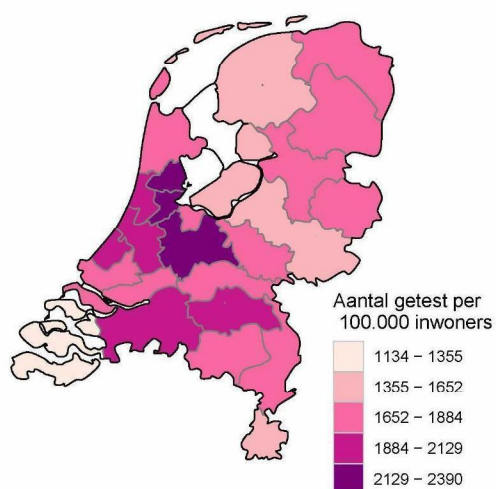 Aantal getest per
100.000 inwoners
1134 – 1355
1355 – 1652
1652 – 1884
1884 – 2129
2129 – 2390